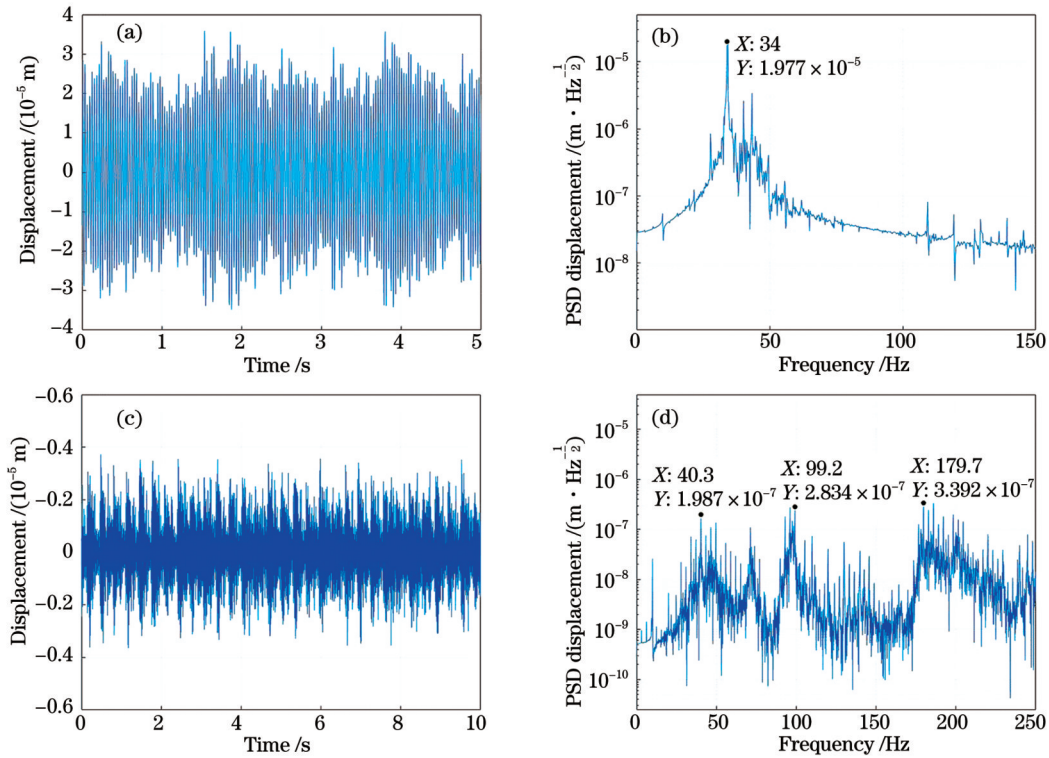 (a)
4
3
2
1
0
−1
−2
−3
−4
Displacement /(10⁻⁵ m)
0 1 2 3 4 5
Time /s
(b)
X: 34
Y: 1.977 × 10⁻⁵
10⁻⁵
10⁻⁶
10⁻⁷
10⁻⁸
PSD displacement /(m · Hz^-1/2)
0 50 100 150
Frequency /Hz
(c)
−0.6
−0.4
−0.2
0
−0.2
−0.4
−0.6
Displacement /(10⁻⁵ m)
0 2 4 6 8 10
Time /s
(d)
X: 40.3
Y: 1.987 × 10⁻⁷
X: 99.2
Y: 2.834 × 10⁻⁷
X: 179.7
Y: 3.392 × 10⁻⁷
10⁻⁵
10⁻⁶
10⁻⁷
10⁻⁸
10⁻⁹
10⁻¹⁰
PSD displacement /(m · Hz^-1/2)
0 50 100 150 200 250
Frequency /Hz